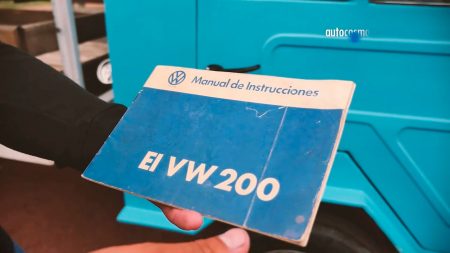 autocosmos
Manual de Instrucciones
El VW 200